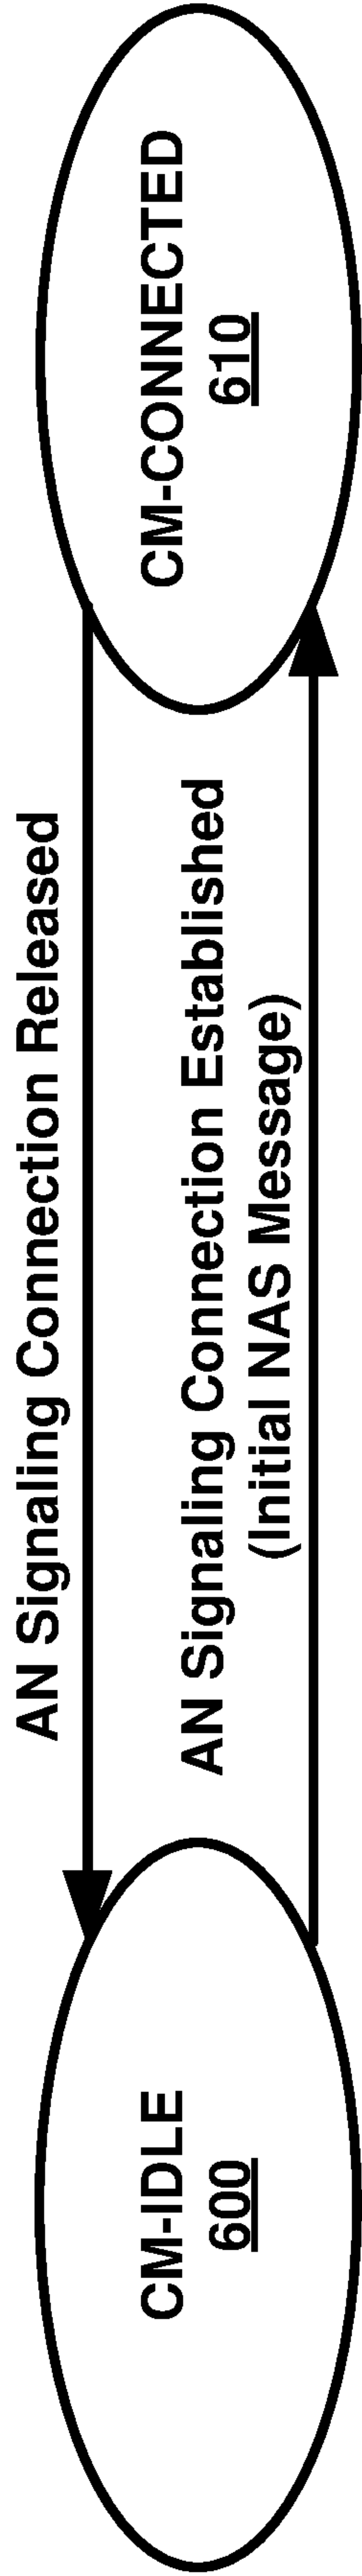 AN Signaling Connection Released
CM-IDLE
600
AN Signaling Connection Established
(Initial NAS Message)
CM-CONNECTED
610